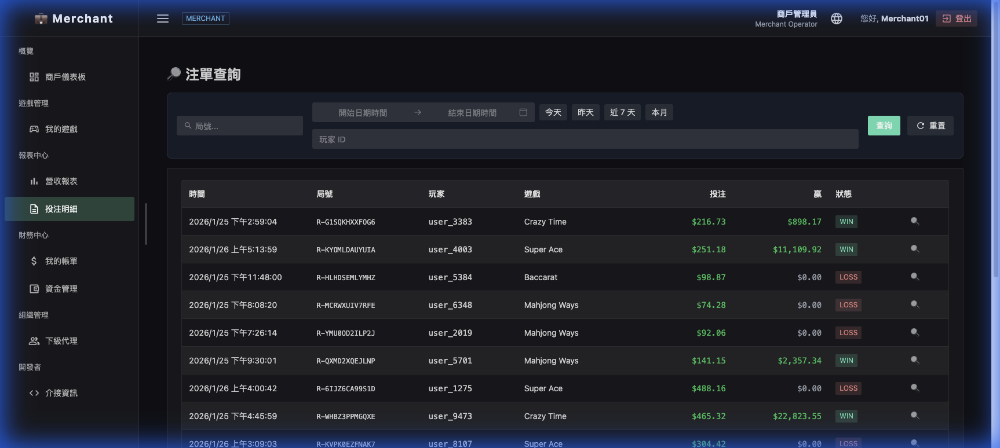 Merchant
MERCHANT
商戶管理員
Merchant Operator
您好, Merchant01
登出
概覽
商戶儀表板
遊戲管理
我的遊戲
報表中心
營收報表
投注明細
財務中心
我的帳單
資金管理
組織管理
下級代理
開發者
介接資訊
注單查詢
局號...
開始日期時間 → 結束日期時間
今天 昨天 近 7 天 本月
玩家 ID
查詢 重置
時間 局號 玩家 遊戲 投注 贏 狀態
2026/1/25 下午2:59:04 R-G1SQKHXXFOG6 user_3383 Crazy Time $216.73 $898.17 WIN
2026/1/26 上午5:13:59 R-KYOMLDAUYUIA user_4003 Super Ace $251.18 $11,109.92 WIN
2026/1/25 下午11:48:00 R-HLHDSEMLYMHZ user_5384 Baccarat $98.87 $0.00 LOSS
2026/1/25 下午8:08:20 R-MCRWXUIV7RFE user_6348 Mahjong Ways $74.28 $0.00 LOSS
2026/1/25 下午7:26:14 R-YMU0OD2ILP2J user_2019 Mahjong Ways $92.06 $0.00 LOSS
2026/1/25 下午9:30:01 R-QXMD2XQEJLNP user_5701 Mahjong Ways $141.15 $2,357.34 WIN
2026/1/26 上午4:00:42 R-6IJZ6CA99S1D user_1275 Super Ace $488.16 $0.00 LOSS
2026/1/25 下午4:45:59 R-WHBZ3PPMGQXE user_9473 Crazy Time $465.32 $22,823.55 WIN
2026/1/26 上午3:09:03 R-KVPK0EZFNAK7 user_8107 Super Ace $304.42 $0.00 LOSS